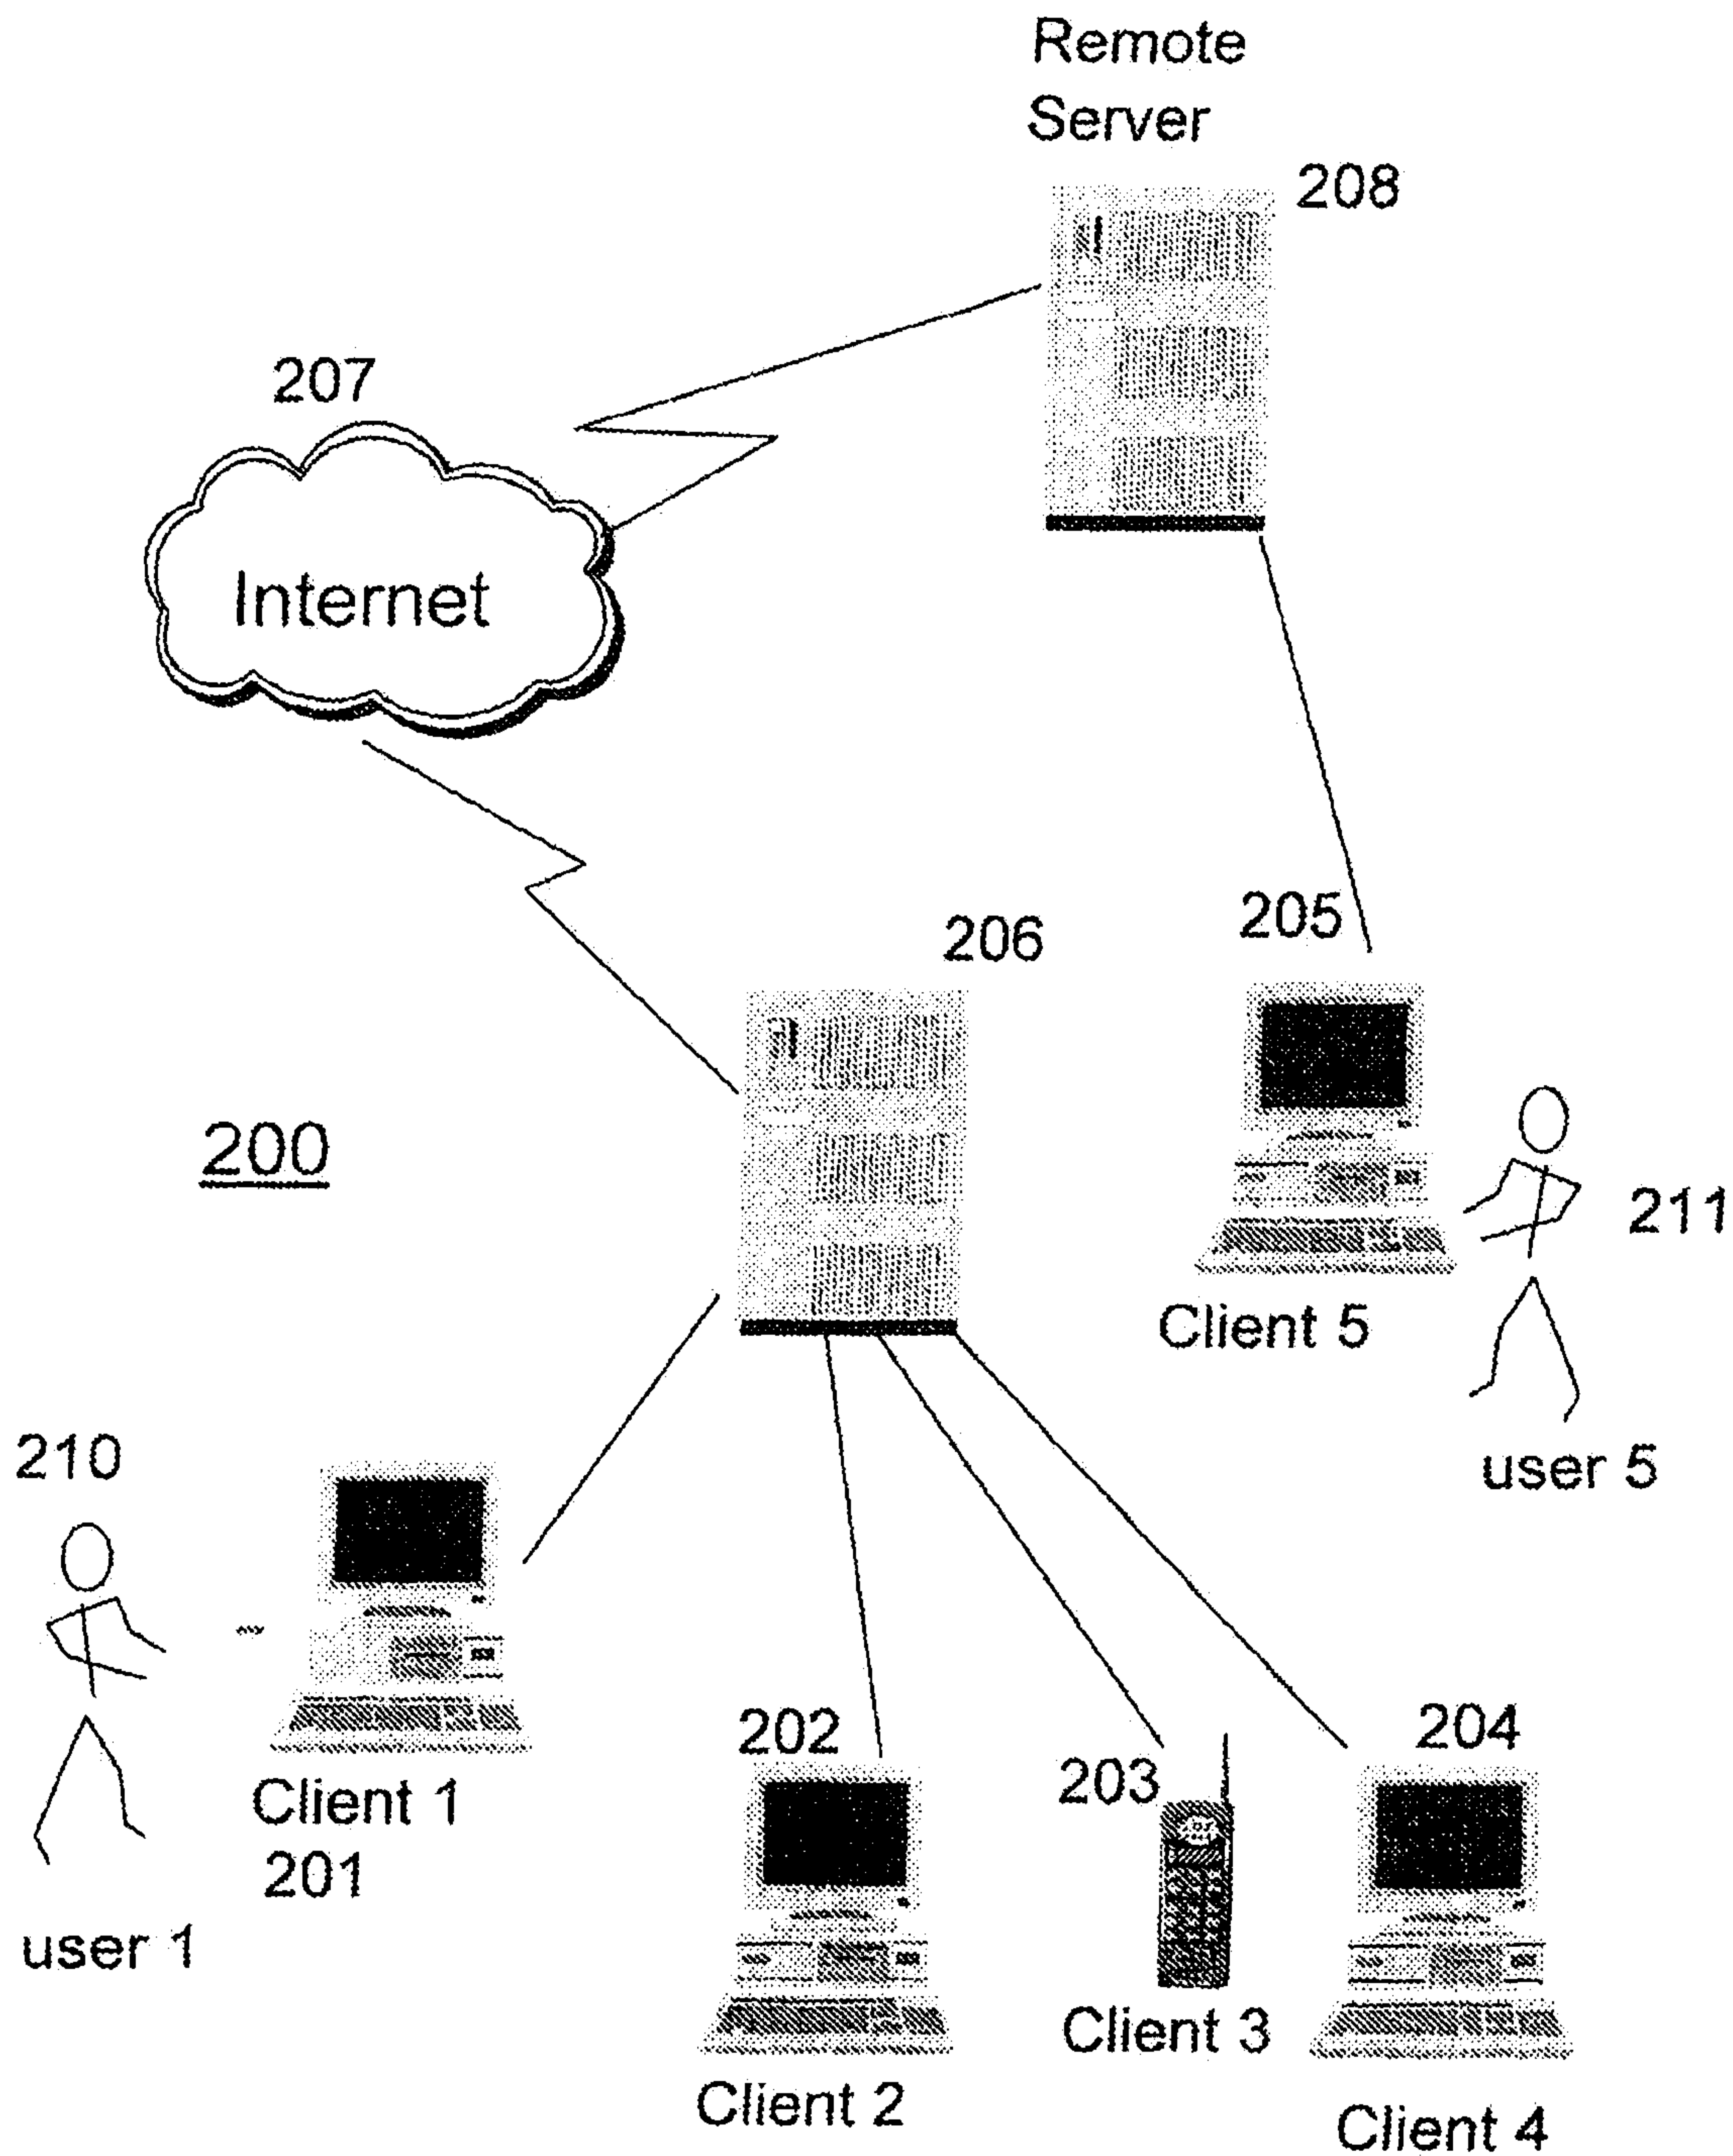 Remote
Server
208
207
Internet
206
205
200
211
Client 5
210
user 5
202
204
203
Client 1
201
user 1
Client 3
Client 2
Client 4